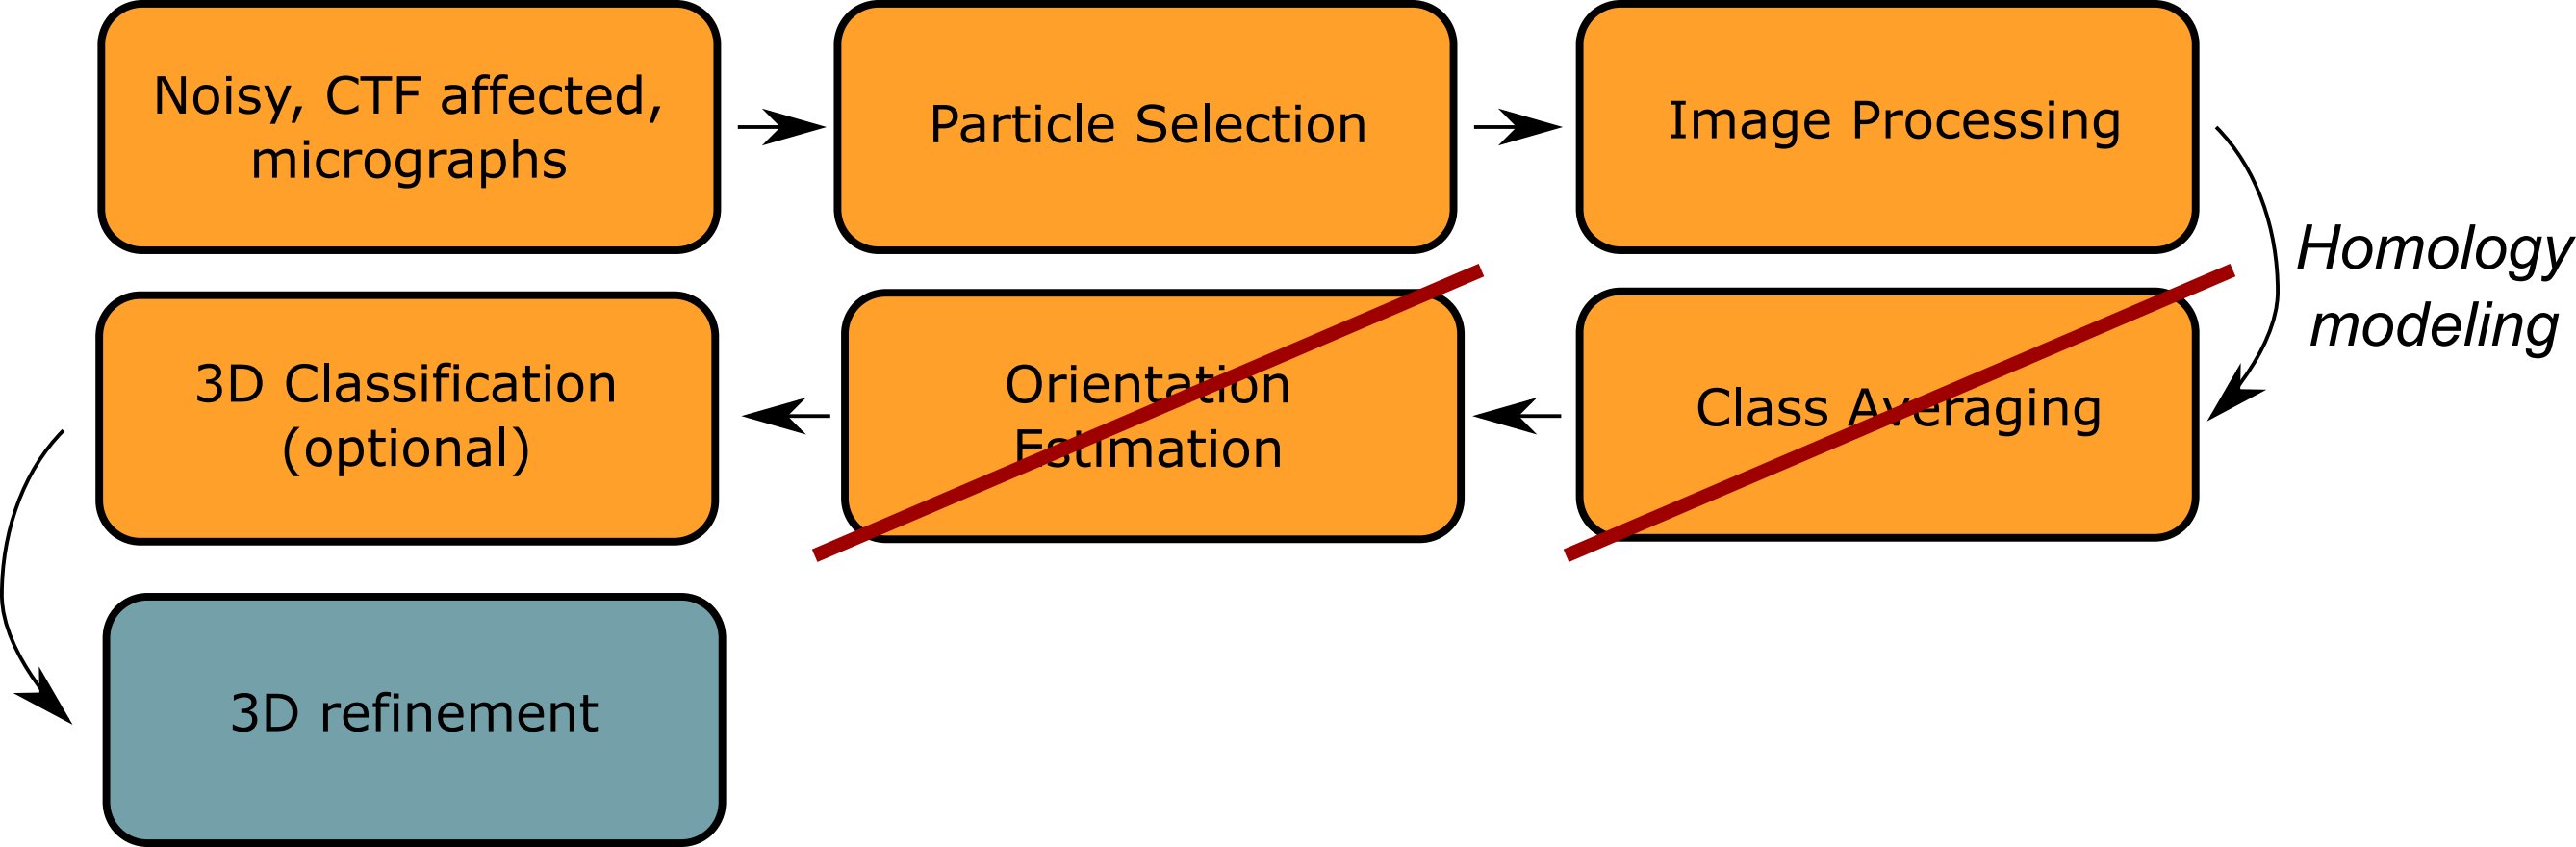 Noisy, CTF affected,
micrographs
Particle Selection
Image Processing
Homology
modeling
Class Averaging
Orientation
Estimation
3D Classification
(optional)
3D refinement